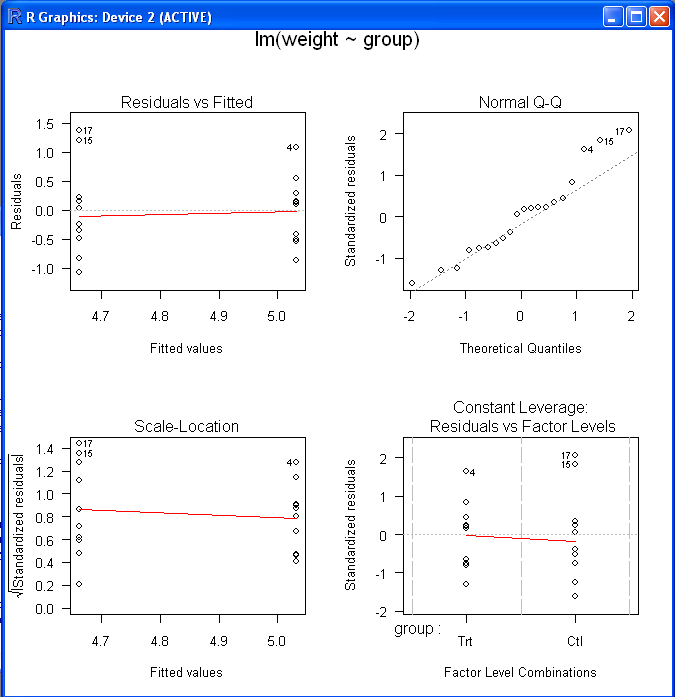 R Graphics: Device 2 (ACTIVE)
lm(weight ~ group)
Residuals vs Fitted
Residuals
1.5
1.0
0.5
0.0
-0.5
-1.0
17
15
4
4.7 4.8 4.9 5.0
Fitted values
Normal Q-Q
Standardized residuals
2
1
0
-1
17
15
4
-2 -1 0 1 2
Theoretical Quantiles
Scale-Location
√|Standardized residuals|
1.4
1.2
1.0
0.8
0.6
0.4
0.2
0.0
17
15
4
4.7 4.8 4.9 5.0
Fitted values
Constant Leverage:
Residuals vs Factor Levels
Standardized residuals
2
1
0
-1
-2
4
17
15
group :
Trt Ctl
Factor Level Combinations